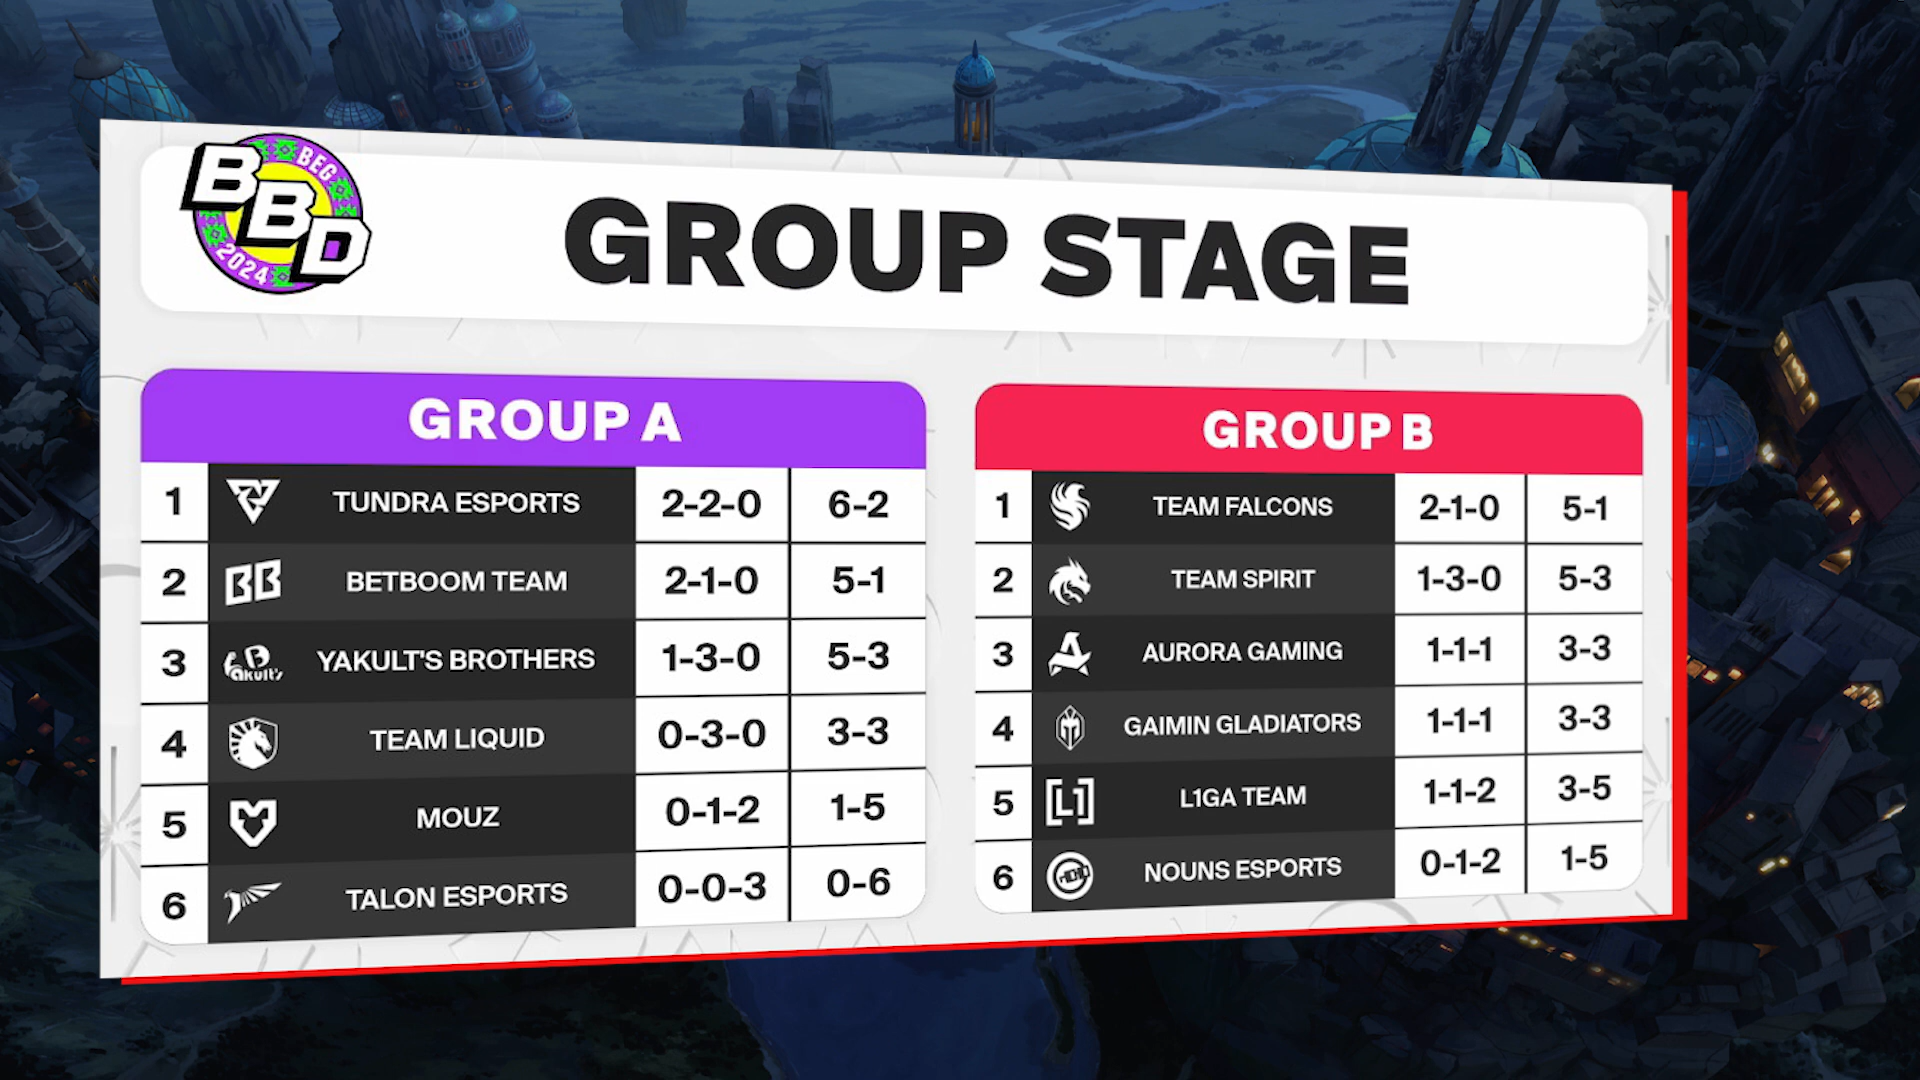 BBD
BEG
2024
GROUP STAGE
GROUP A
1 TUNDRA ESPORTS 2-2-0 6-2
2 BB BETBOOM TEAM 2-1-0 5-1
3 B akult's YAKULT'S BROTHERS 1-3-0 5-3
4 TEAM LIQUID 0-3-0 3-3
5 MOUZ 0-1-2 1-5
6 TALON ESPORTS 0-0-3 0-6
GROUP B
1 TEAM FALCONS 2-1-0 5-1
2 TEAM SPIRIT 1-3-0 5-3
3 AURORA GAMING 1-1-1 3-3
4 GAIMIN GLADIATORS 1-1-1 3-3
5 [L1] L1GA TEAM 1-1-2 3-5
6 NOUNS ESPORTS 0-1-2 1-5